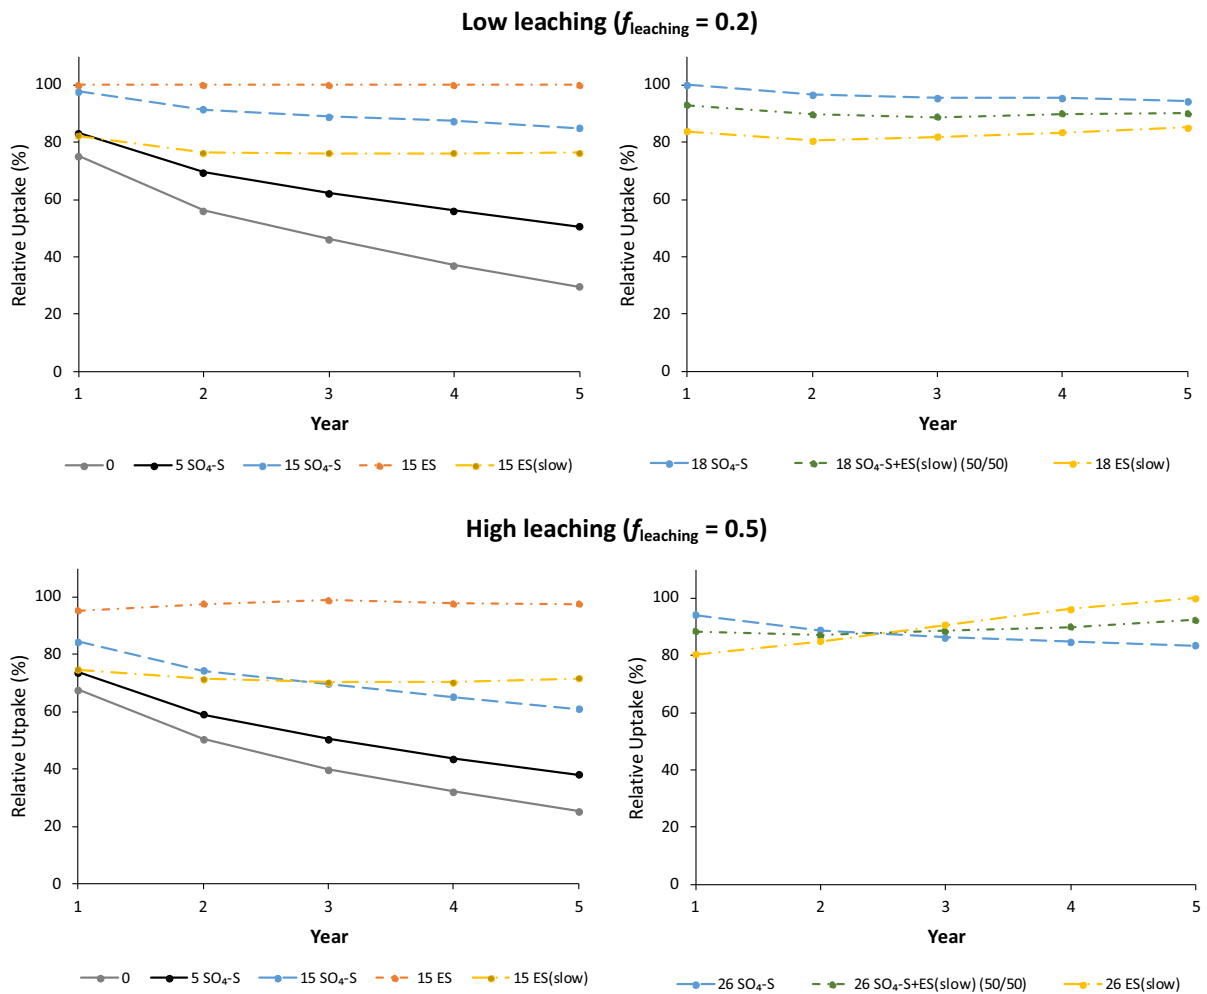 Low leaching (fleaching = 0.2)
Relative Uptake (%)
100
80
60
40
20
0
1 2 3 4 5
Year
0 5 SO₄-S 15 SO₄-S 15 ES 15 ES(slow)
Relative Uptake (%)
100
80
60
40
20
0
1 2 3 4 5
Year
18 SO₄-S 18 SO₄-S+ES(slow) (50/50) 18 ES(slow)
High leaching (fleaching = 0.5)
Relative Utpake (%)
100
80
60
40
20
0
1 2 3 4 5
Year
0 5 SO₄-S 15 SO₄-S 15 ES 15 ES(slow)
Relative Uptake (%)
100
80
60
40
20
0
1 2 3 4 5
Year
26 SO₄-S 26 SO₄-S+ES(slow) (50/50) 26 ES(slow)